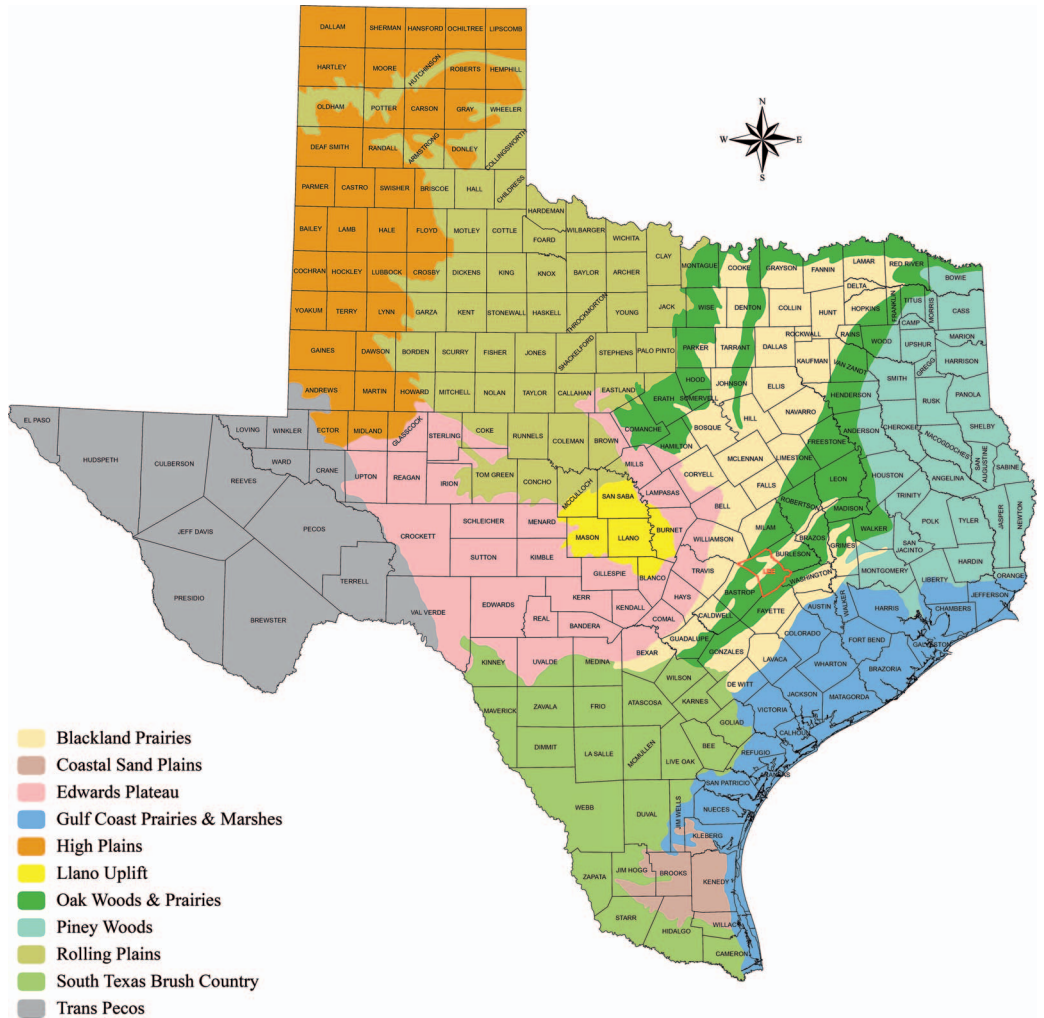 DALLAM SHERMAN HANSFORD OCHILTREE LIPSCOMB
HARTLEY MOORE HUTCHINSON ROBERTS HEMPHILL
OLDHAM POTTER CARSON GRAY WHEELER
DEAF SMITH RANDALL ARMSTRONG DONLEY COLLINGSWORTH
PARMER CASTRO SWISHER BRISCOE HALL CHILDRESS
HARDEMAN
BAILEY LAMB HALE FLOYD MOTLEY COTTLE FOARD WILBARGER WICHITA
COCHRAN HOCKLEY LUBBOCK CROSBY DICKENS KING KNOX BAYLOR ARCHER CLAY MONTAGUE COOKE GRAYSON FANNIN LAMAR RED RIVER BOWIE
DELTA
YOAKUM TERRY LYNN GARZA KENT STONEWALL HASKELL THROCKMORTON YOUNG JACK WISE DENTON COLLIN HUNT HOPKINS FRANKLIN TITUS MORRIS CASS
ROCKWALL RAINS WOOD CAMP UPSHUR MARION
GAINES DAWSON BORDEN SCURRY FISHER JONES SHACKELFORD STEPHENS PALO PINTO PARKER TARRANT DALLAS KAUFMAN VAN ZANDT SMITH GREGG HARRISON
ANDREWS MARTIN HOWARD MITCHELL NOLAN TAYLOR CALLAHAN EASTLAND ERATH HOOD SOMERVELL JOHNSON ELLIS HENDERSON RUSK PANOLA
EL PASO HUDSPETH CULBERSON REEVES LOVING WINKLER ECTOR MIDLAND GLASSCOCK STERLING COKE RUNNELS COLEMAN BROWN COMANCHE HAMILTON BOSQUE HILL NAVARRO ANDERSON CHEROKEE NACOGDOCHES SHELBY
WARD CRANE UPTON REAGAN IRION TOM GREEN CONCHO MCCULLOCH SAN SABA MILLS LAMPASAS CORYELL MCLENNAN LIMESTONE FREESTONE HOUSTON ANGELINA SAN AUGUSTINE SABINE
JEFF DAVIS PECOS CROCKETT SCHLEICHER MENARD MASON LLANO BURNET BELL FALLS ROBERTSON LEON MADISON TRINITY POLK TYLER JASPER NEWTON
SUTTON KIMBLE GILLESPIE BLANCO WILLIAMSON MILAM BRAZOS BURLESON GRIMES WALKER SAN JACINTO HARDIN
PRESIDIO BREWSTER TERRELL VAL VERDE EDWARDS REAL KERR KENDALL HAYS TRAVIS BASTROP LEE WASHINGTON MONTGOMERY LIBERTY ORANGE
BANDERA COMAL CALDWELL FAYETTE AUSTIN WALKER HARRIS CHAMBERS JEFFERSON
KINNEY UVALDE MEDINA BEXAR GUADALUPE GONZALES LAVACA COLORADO FORT BEND GALVESTON
MAVERICK ZAVALA FRIO ATASCOSA WILSON KARNES DE WITT WHARTON BRAZORIA
DIMMIT LA SALLE MCMULLEN LIVE OAK BEE GOLIAD VICTORIA JACKSON MATAGORDA
CALHOUN
REFUGIO
WEBB DUVAL JIM WELLS SAN PATRICIO ARANSAS
NUECES
KLEBERG
ZAPATA JIM HOGG BROOKS KENEDY
STARR HIDALGO WILLAC
CAMERON
N
W E
S
Blackland Prairies
Coastal Sand Plains
Edwards Plateau
Gulf Coast Prairies & Marshes
High Plains
Llano Uplift
Oak Woods & Prairies
Piney Woods
Rolling Plains
South Texas Brush Country
Trans Pecos